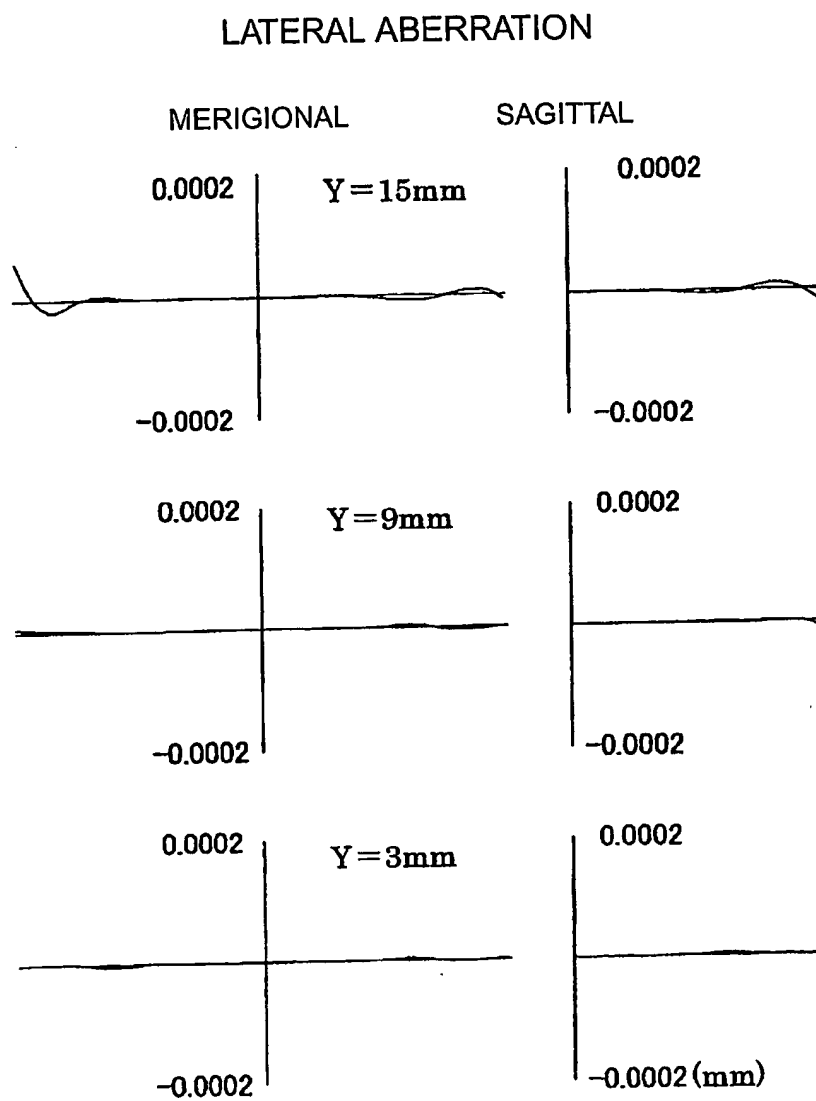 LATERAL ABERRATION
MERIGIONAL SAGITTAL
0.0002 Y=15mm 0.0002
-0.0002 -0.0002
0.0002 Y=9mm 0.0002
-0.0002 -0.0002
0.0002 Y=3mm 0.0002
-0.0002 -0.0002(mm)